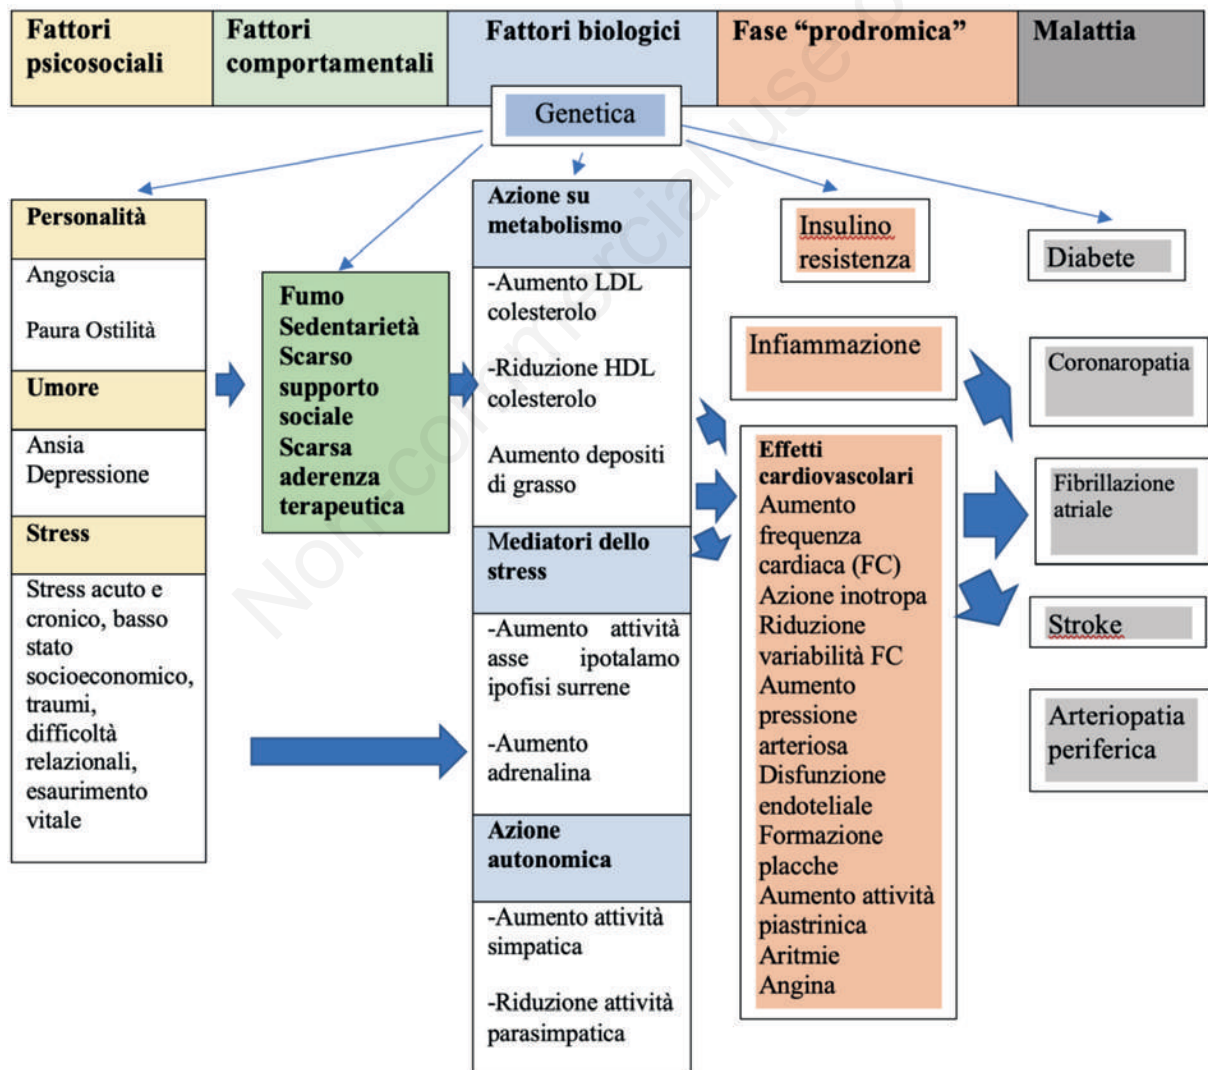 Fattori
psicosociali
Fattori
comportamentali
Fattori biologici
Fase “prodromica”
Malattia
Genetica
Personalità
Angoscia
Paura Ostilità
Umore
Ansia
Depressione
Stress
Stress acuto e
cronico, basso
stato
socioeconomico,
traumi,
difficoltà
relazionali,
esaurimento
vitale
Fumo
Sedentarietà
Scarso
supporto
sociale
Scarsa
aderenza
terapeutica
Azione su
metabolismo
-Aumento LDL
colesterolo
-Riduzione HDL
colesterolo
Aumento depositi
di grasso
Mediatori dello
stress
-Aumento attività
asse ipotalamo
ipofisi surrene
-Aumento
adrenalina
Azione
autonomica
-Aumento attività
simpatica
-Riduzione attività
parasimpatica
Insulino
resistenza
Infiammazione
Effetti
cardiovascolari
Aumento
frequenza
cardiaca (FC)
Azione inotropa
Riduzione
variabilità FC
Aumento
pressione
arteriosa
Disfunzione
endoteliale
Formazione
placche
Aumento attività
piastrinica
Aritmie
Angina
Diabete
Coronaropatia
Fibrillazione
atriale
Stroke
Arteriopatia
periferica
Non-commercial use o